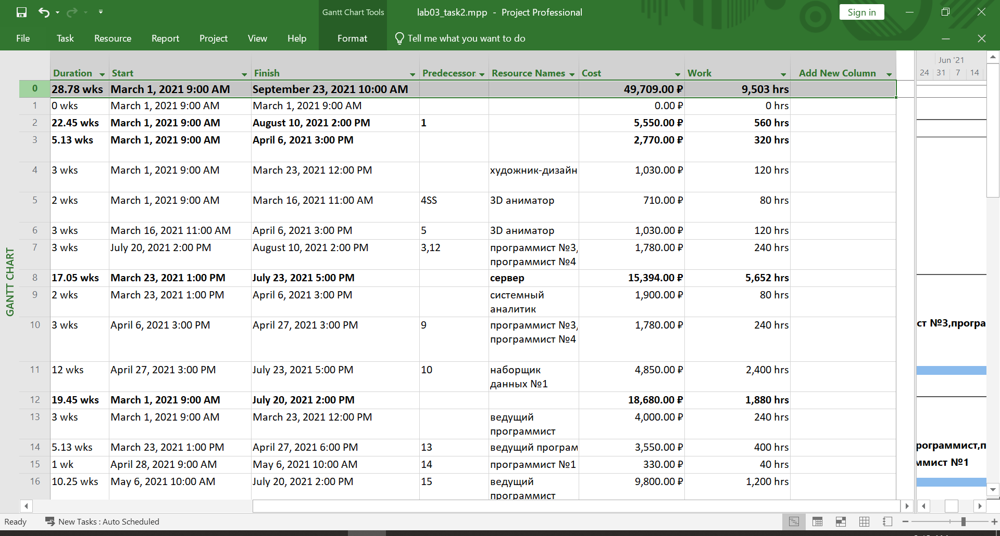 Gantt Chart Tools
lab03_task2.mpp - Project Professional
Sign in
File Task Resource Report Project View Help Format Tell me what you want to do
Jun '21
Duration Start Finish Predecessor Resource Names Cost Work Add New Column
24 31 7 14
0 28.78 wks March 1, 2021 9:00 AM September 23, 2021 10:00 AM 49,709.00 ₽ 9,503 hrs
1 0 wks March 1, 2021 9:00 AM March 1, 2021 9:00 AM 0.00 ₽ 0 hrs
2 22.45 wks March 1, 2021 9:00 AM August 10, 2021 2:00 PM 1 5,550.00 ₽ 560 hrs
3 5.13 wks March 1, 2021 9:00 AM April 6, 2021 3:00 PM 2,770.00 ₽ 320 hrs
4 3 wks March 1, 2021 9:00 AM March 23, 2021 12:00 PM художник-дизайн 1,030.00 ₽ 120 hrs
5 2 wks March 1, 2021 9:00 AM March 16, 2021 11:00 AM 4SS 3D аниматор 710.00 ₽ 80 hrs
6 3 wks March 16, 2021 11:00 AM April 6, 2021 3:00 PM 5 3D аниматор 1,030.00 ₽ 120 hrs
7 3 wks July 20, 2021 2:00 PM August 10, 2021 2:00 PM 3,12 программист №3, 1,780.00 ₽ 240 hrs
программист №4
8 17.05 wks March 23, 2021 1:00 PM July 23, 2021 5:00 PM сервер 15,394.00 ₽ 5,652 hrs
9 2 wks March 23, 2021 1:00 PM April 6, 2021 3:00 PM системный 1,900.00 ₽ 80 hrs
аналитик
10 3 wks April 6, 2021 3:00 PM April 27, 2021 3:00 PM 9 программист №3, 1,780.00 ₽ 240 hrs
ст №3,програ
программист №4
11 12 wks April 27, 2021 3:00 PM July 23, 2021 5:00 PM 10 наборщик 4,850.00 ₽ 2,400 hrs
данных №1
12 19.45 wks March 1, 2021 9:00 AM July 20, 2021 2:00 PM 18,680.00 ₽ 1,880 hrs
13 3 wks March 1, 2021 9:00 AM March 23, 2021 12:00 PM ведущий 4,000.00 ₽ 240 hrs
программист
14 5.13 wks March 23, 2021 1:00 PM April 27, 2021 6:00 PM 13 ведущий програм 3,550.00 ₽ 400 hrs
рограммист,п
15 1 wk April 28, 2021 9:00 AM May 6, 2021 10:00 AM 14 программист №1 330.00 ₽ 40 hrs
ммист №1
16 10.25 wks May 6, 2021 10:00 AM July 20, 2021 2:00 PM 15 ведущий 9,800.00 ₽ 1,200 hrs
программист
GANTT CHART
Ready New Tasks : Auto Scheduled